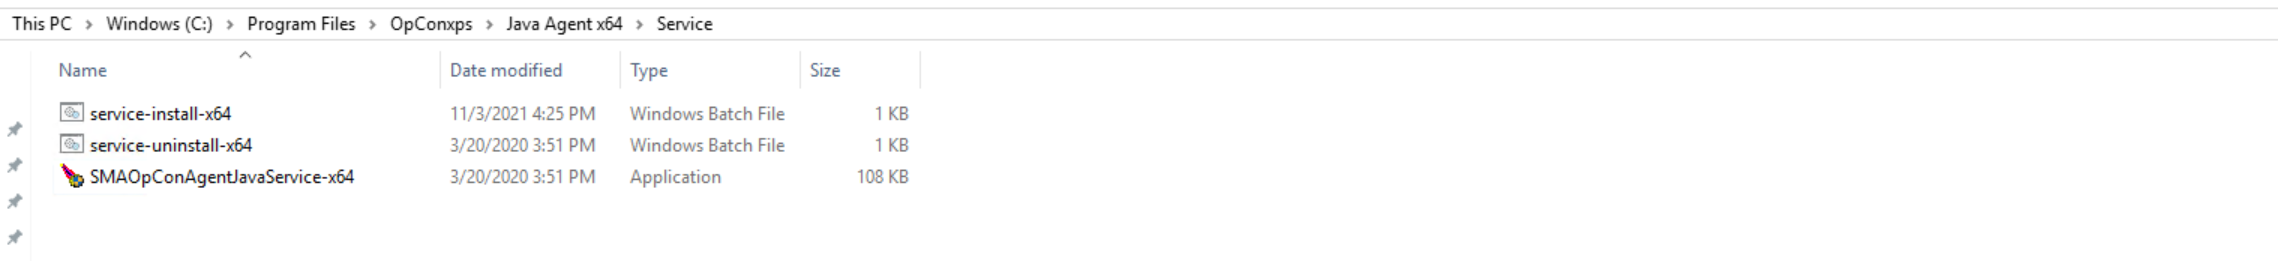 This PC > Windows (C:) > Program Files > OpConxps > Java Agent x64 > Service
Name Date modified Type Size
service-install-x64 11/3/2021 4:25 PM Windows Batch File 1 KB
service-uninstall-x64 3/20/2020 3:51 PM Windows Batch File 1 KB
SMAOpConAgentJavaService-x64 3/20/2020 3:51 PM Application 108 KB